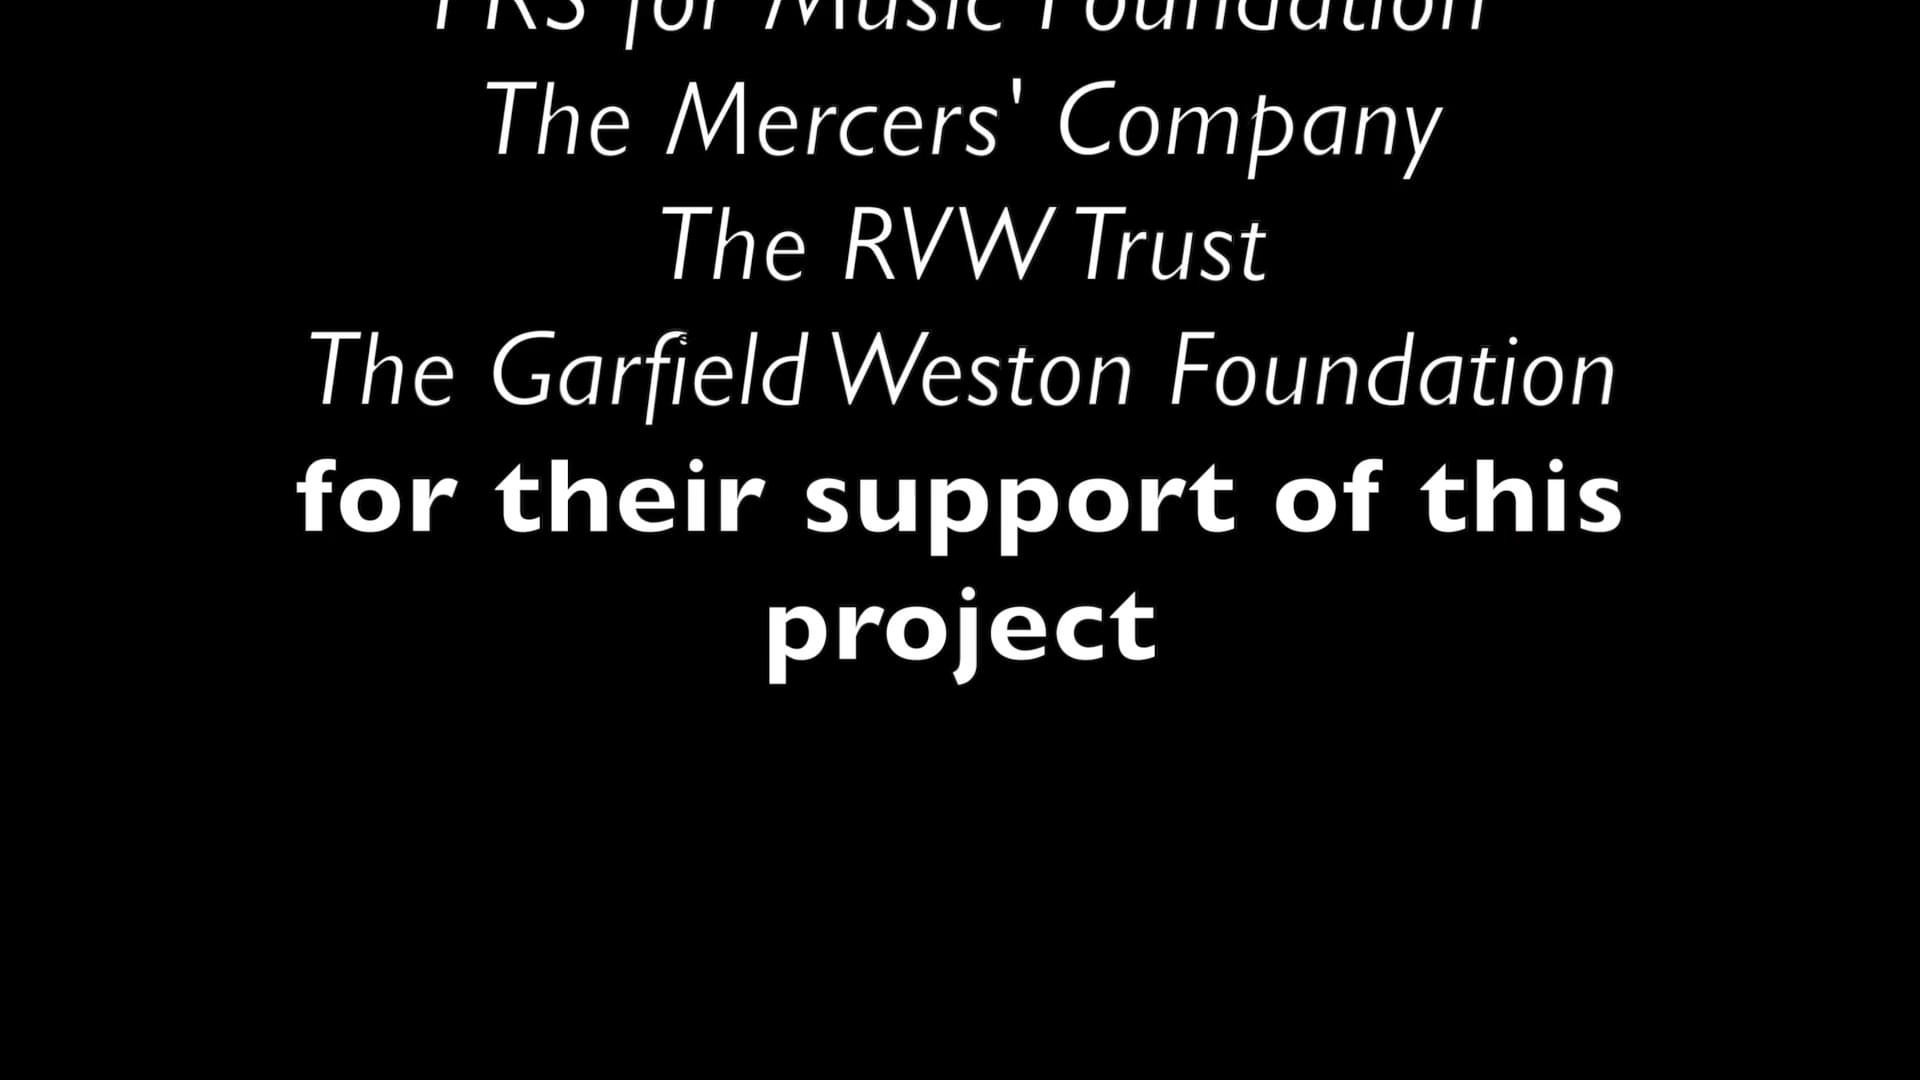 PRS for Music Foundation
The Mercers' Company
The RVW Trust
The Garfield Weston Foundation
for their support of this
project